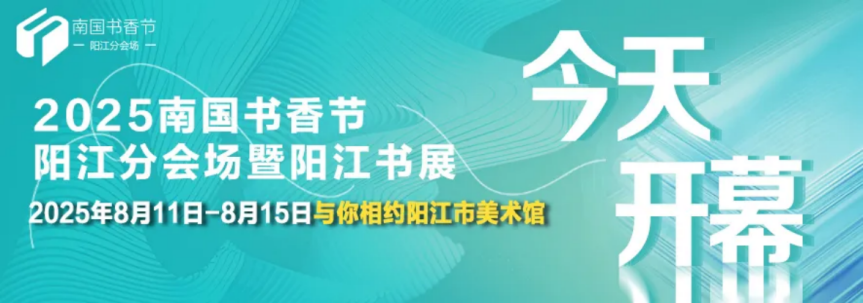 南国书香节
阳江分会场
2025南国书香节
阳江分会场暨阳江书展
2025年8月11日-8月15日与你相约阳江市美术馆
今天
开幕